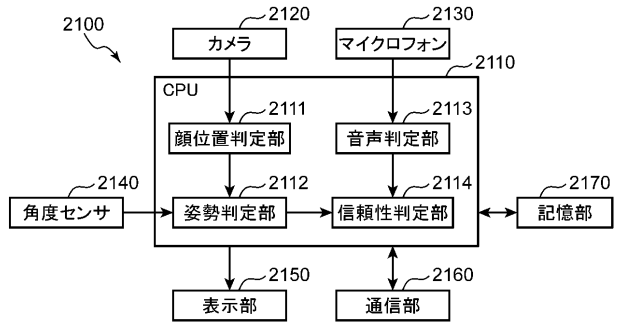 2100
2120
カメラ
2130
マイクロフォン
2110
CPU
2111
顔位置判定部
2113
音声判定部
2140
角度センサ
2112
姿勢判定部
2114
信頼性判定部
2170
記憶部
2150
表示部
2160
通信部